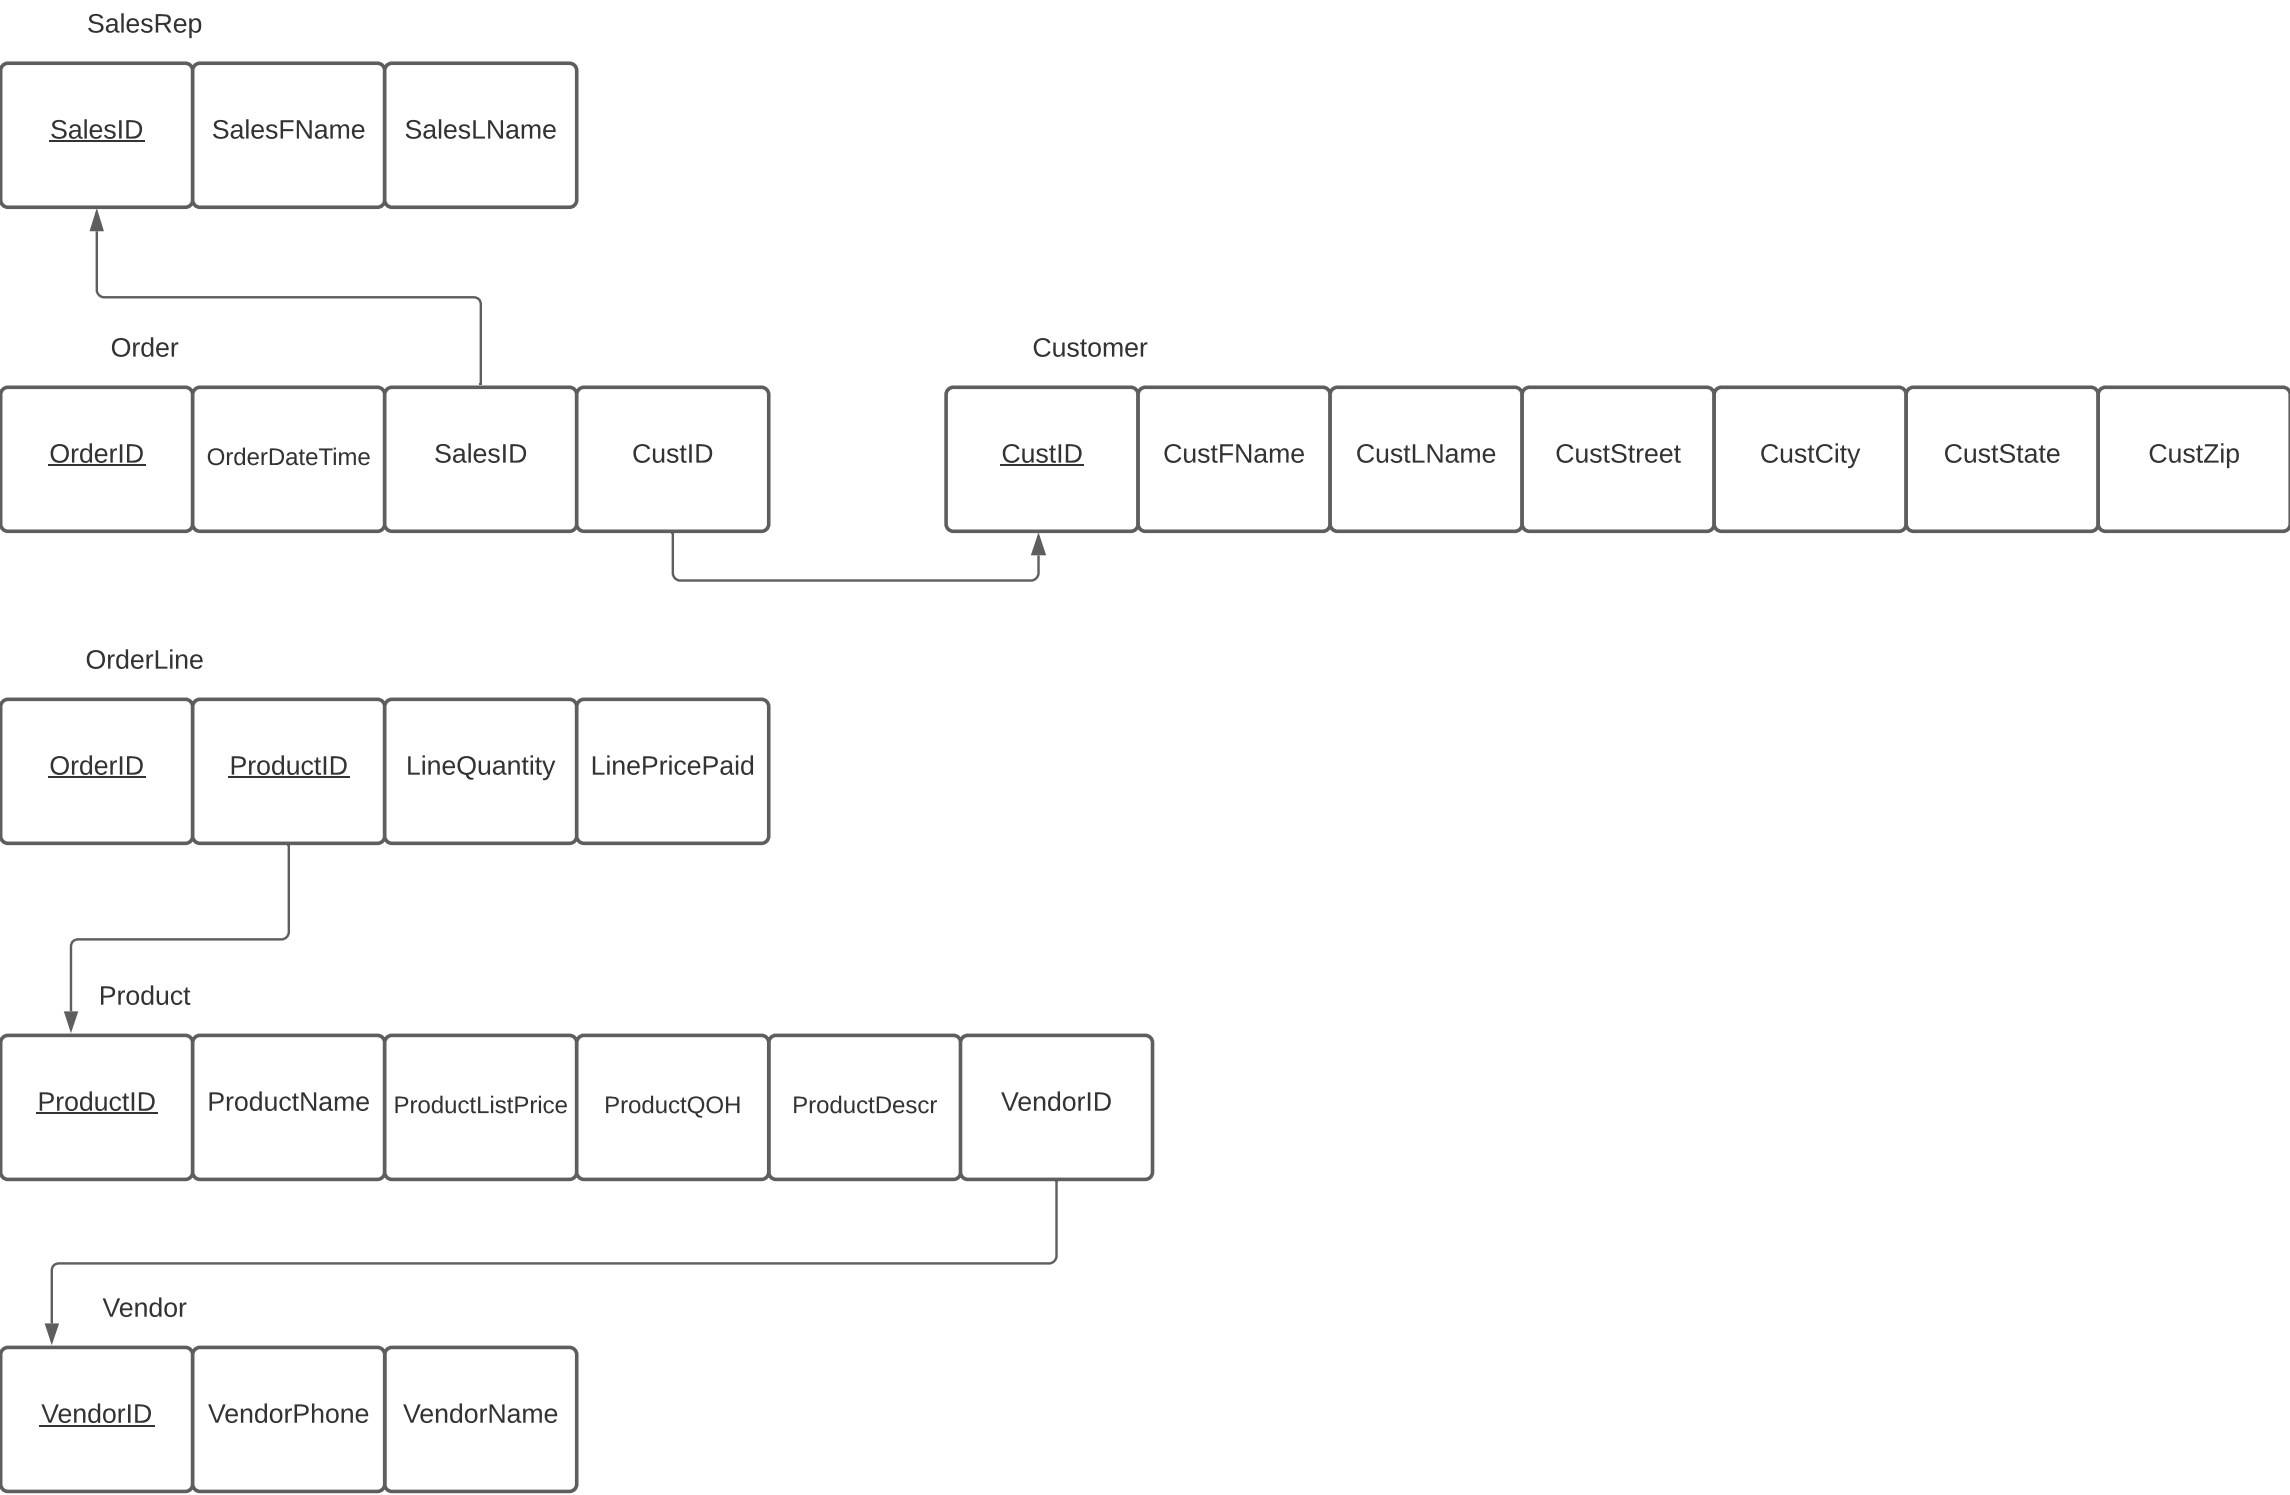 SalesRep
SalesID SalesFName SalesLName
Order
OrderID OrderDateTime SalesID CustID
Customer
CustID CustFName CustLName CustStreet CustCity CustState CustZip
OrderLine
OrderID ProductID LineQuantity LinePricePaid
Product
ProductID ProductName ProductListPrice ProductQOH ProductDescr VendorID
Vendor
VendorID VendorPhone VendorName